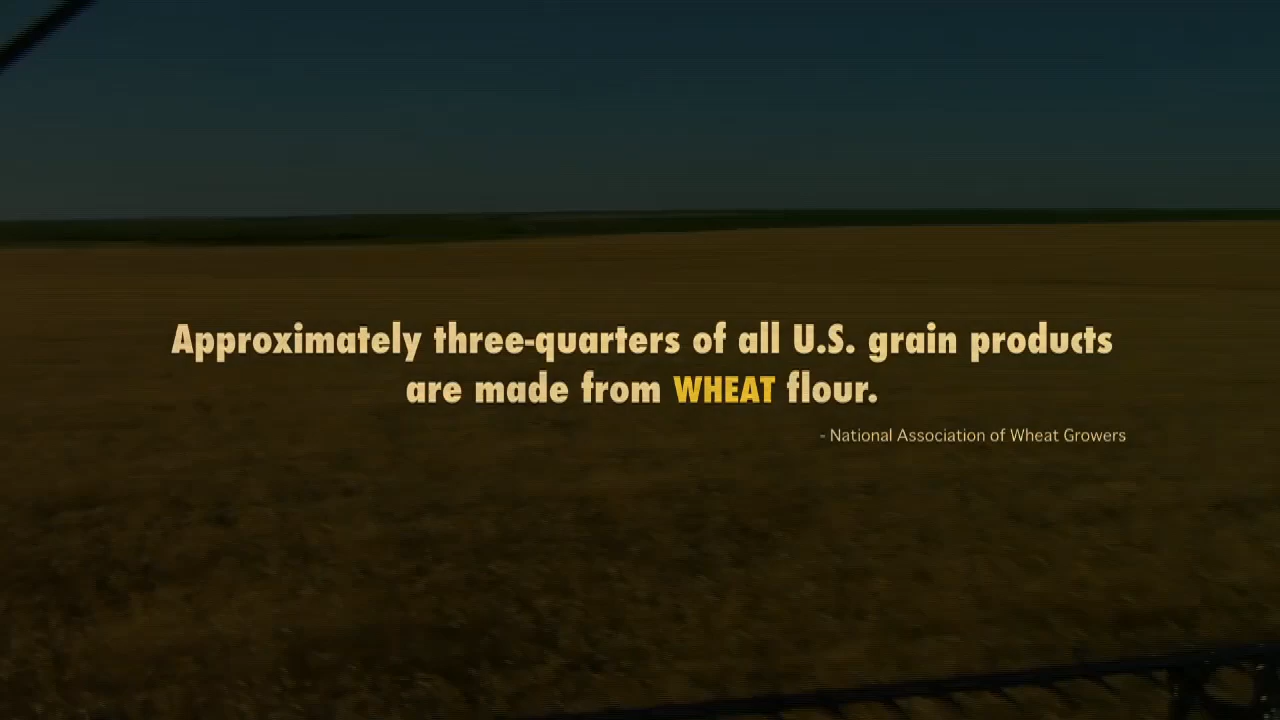 Approximately three-quarters of all U.S. grain products
are made from WHEAT flour.
- National Association of Wheat Growers